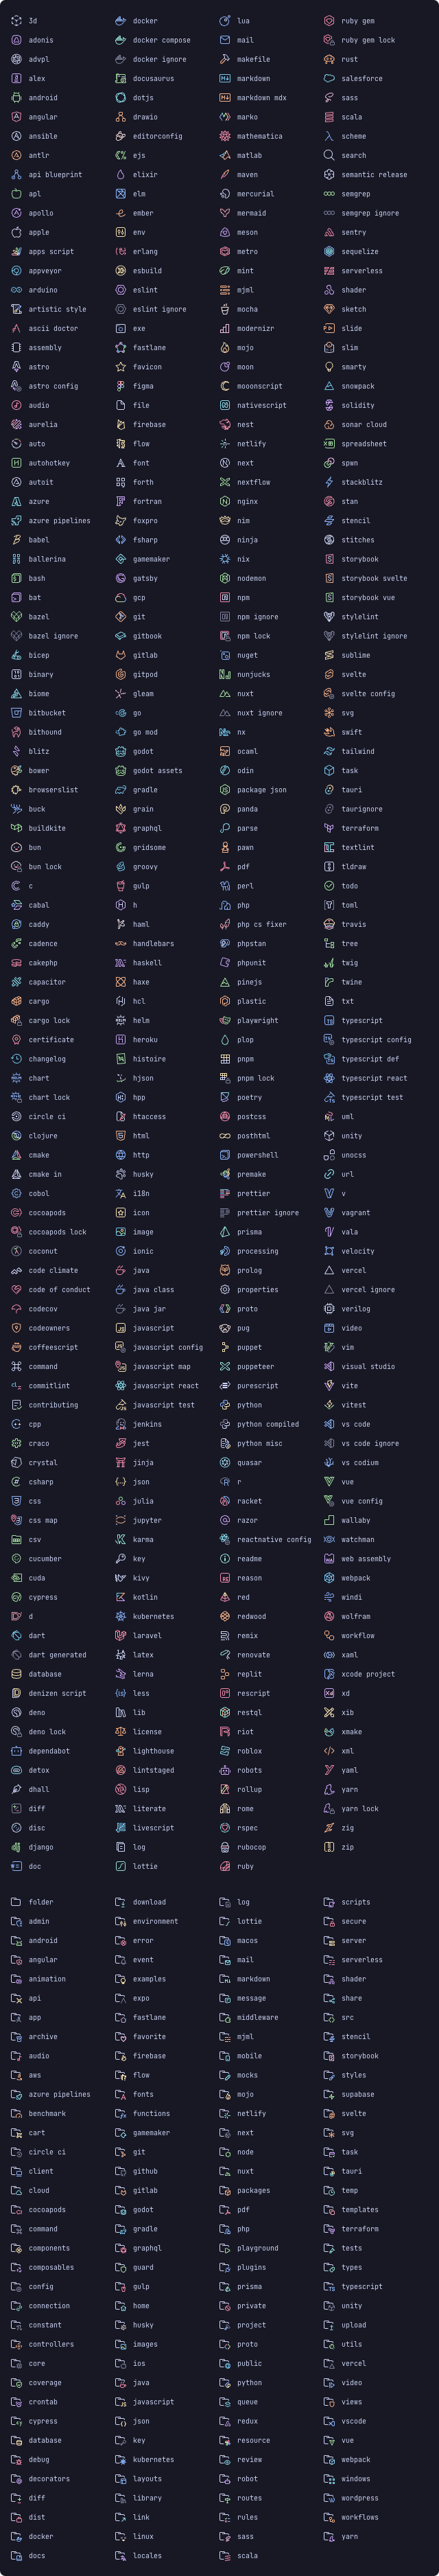 3d
adonis
advpl
alex
android
angular
ansible
antlr
api blueprint
apl
apollo
apple
apps script
appveyor
arduino
artistic style
ascii doctor
assembly
astro
astro config
audio
aurelia
auto
autohotkey
autoit
azure
azure pipelines
babel
ballerina
bash
bat
bazel
bazel ignore
bicep
binary
biome
bitbucket
bithound
blitz
bower
browserslist
buck
buildkite
bun
bun lock
c
cabal
caddy
cadence
cakephp
capacitor
cargo
cargo lock
certificate
changelog
chart
chart lock
circle ci
clojure
cmake
cmake in
cobol
cocoapods
cocoapods lock
coconut
code climate
code of conduct
codecov
codeowners
coffeescript
command
commitlint
contributing
cpp
craco
crystal
csharp
css
css map
csv
cucumber
cuda
cypress
d
dart
dart generated
database
denizen script
deno
deno lock
dependabot
detox
dhall
diff
disc
django
doc
docker
docker compose
docker ignore
docusaurus
dotjs
drawio
editorconfig
ejs
elixir
elm
ember
env
erlang
esbuild
eslint
eslint ignore
exe
fastlane
favicon
figma
file
firebase
flow
font
forth
fortran
foxpro
fsharp
gamemaker
gatsby
gcp
git
gitbook
gitlab
gitpod
gleam
go
go mod
godot
godot assets
gradle
grain
graphql
gridsome
groovy
gulp
h
haml
handlebars
haskell
haxe
hcl
helm
heroku
histoire
hjson
hpp
htaccess
html
http
husky
i18n
icon
image
ionic
java
java class
java jar
javascript
javascript config
javascript map
javascript react
javascript test
jenkins
jest
jinja
json
julia
jupyter
karma
key
kivy
kotlin
kubernetes
laravel
latex
lerna
less
lib
license
lighthouse
lintstaged
lisp
literate
livescript
log
lottie
lua
mail
makefile
markdown
markdown mdx
marko
mathematica
matlab
maven
mercurial
mermaid
meson
metro
mint
mjml
mocha
modernizr
mojo
moon
mooonscript
nativescript
nest
netlify
next
nextflow
nginx
nim
ninja
nix
nodemon
npm
npm ignore
npm lock
nuget
nunjucks
nuxt
nuxt ignore
nx
ocaml
odin
package json
panda
parse
pawn
pdf
perl
php
php cs fixer
phpstan
phpunit
pinejs
plastic
playwright
plop
pnpm
pnpm lock
poetry
postcss
posthtml
powershell
premake
prettier
prettier ignore
prisma
processing
prolog
properties
proto
pug
puppet
puppeteer
purescript
python
python compiled
python misc
quasar
r
racket
razor
reactnative config
readme
reason
red
redwood
remix
renovate
replit
rescript
restql
riot
roblox
robots
rollup
rome
rspec
rubocop
ruby
ruby gem
ruby gem lock
rust
salesforce
sass
scala
scheme
search
semantic release
semgrep
semgrep ignore
sentry
sequelize
serverless
shader
sketch
slide
slim
smarty
snowpack
solidity
sonar cloud
spreadsheet
spwn
stackblitz
stan
stencil
stitches
storybook
storybook svelte
storybook vue
stylelint
stylelint ignore
sublime
svelte
svelte config
svg
swift
tailwind
task
tauri
taurignore
terraform
textlint
tldraw
todo
toml
travis
tree
twig
twine
txt
typescript
typescript config
typescript def
typescript react
typescript test
uml
unity
unocss
url
v
vagrant
vala
velocity
vercel
vercel ignore
verilog
video
vim
visual studio
vite
vitest
vs code
vs code ignore
vs codium
vue
vue config
wallaby
watchman
web assembly
webpack
windi
wolfram
workflow
xaml
xcode project
xd
xib
xmake
xml
yaml
yarn
yarn lock
zig
zip
folder
admin
android
angular
animation
api
app
archive
audio
aws
azure pipelines
benchmark
cart
circle ci
client
cloud
cocoapods
command
components
composables
config
connection
constant
controllers
core
coverage
crontab
cypress
database
debug
decorators
diff
dist
docker
docs
download
environment
error
event
examples
expo
fastlane
favorite
firebase
flow
fonts
functions
gamemaker
git
github
gitlab
godot
gradle
graphql
guard
gulp
home
husky
images
ios
java
javascript
json
key
kubernetes
layouts
library
link
linux
locales
log
lottie
macos
mail
markdown
message
middleware
mjml
mobile
mocks
mojo
netlify
next
node
nuxt
packages
pdf
php
playground
plugins
prisma
private
project
proto
public
python
queue
redux
resource
review
robot
routes
rules
sass
scala
scripts
secure
server
serverless
shader
share
src
stencil
storybook
styles
supabase
svelte
svg
task
tauri
temp
templates
terraform
tests
types
typescript
unity
upload
utils
vercel
video
views
vscode
vue
webpack
windows
wordpress
workflows
yarn